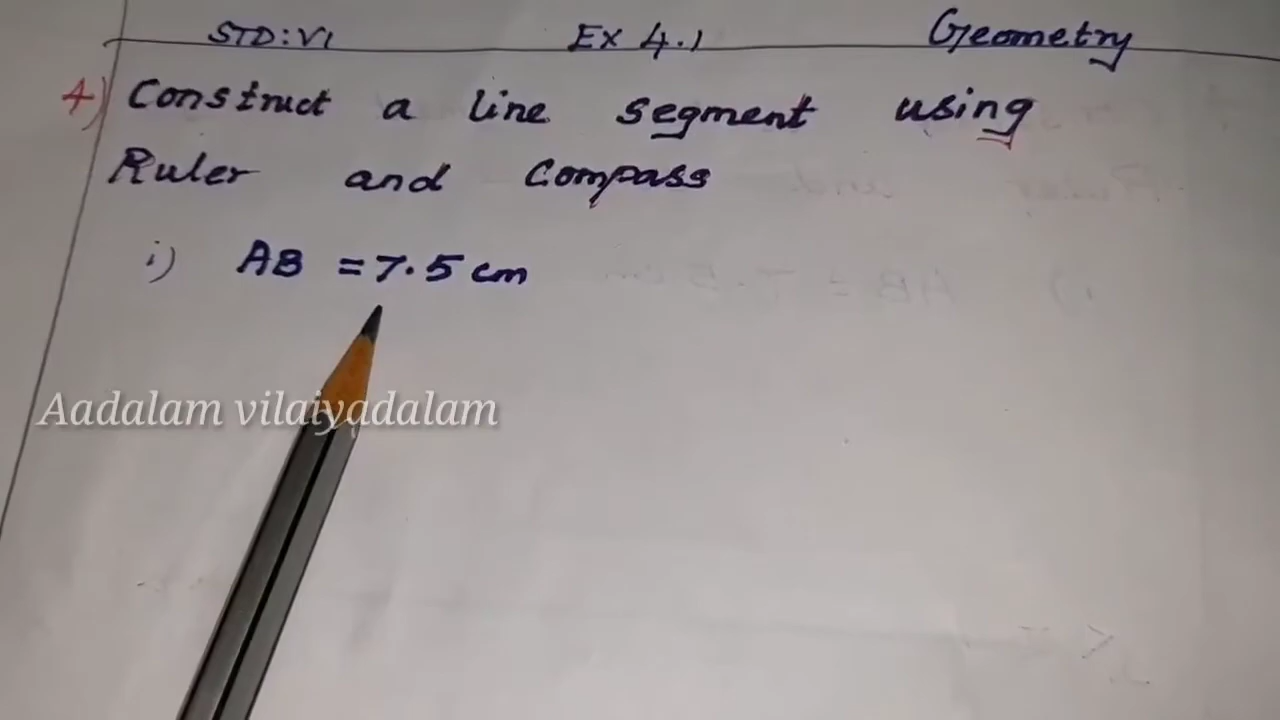 STD: VI Ex 4.1 Geometry
4) Construct a line segment using
Ruler and Compass
i) AB = 7.5 cm
Aadalam vilaiyadalam